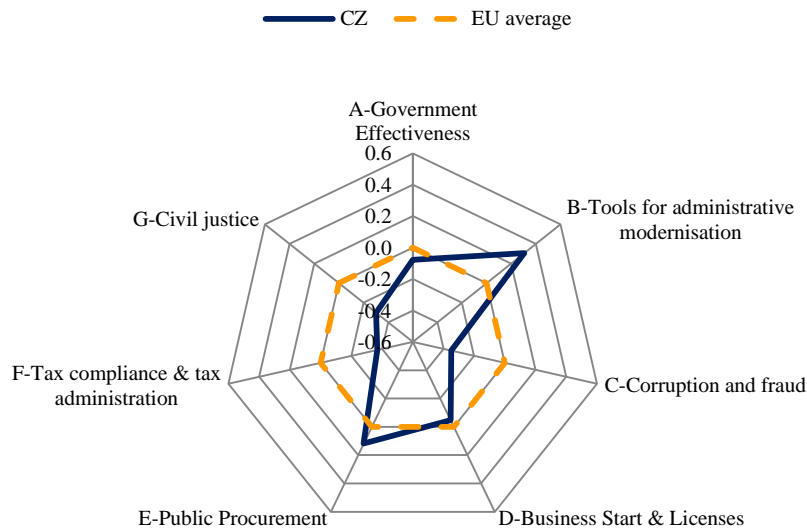 CZ
EU average
A-Government
Effectiveness
0.6
0.4
0.2
0.0
-0.2
-0.4
-0.6
B-Tools for administrative
modernisation
C-Corruption and fraud
D-Business Start & Licenses
E-Public Procurement
F-Tax compliance & tax
administration
G-Civil justice